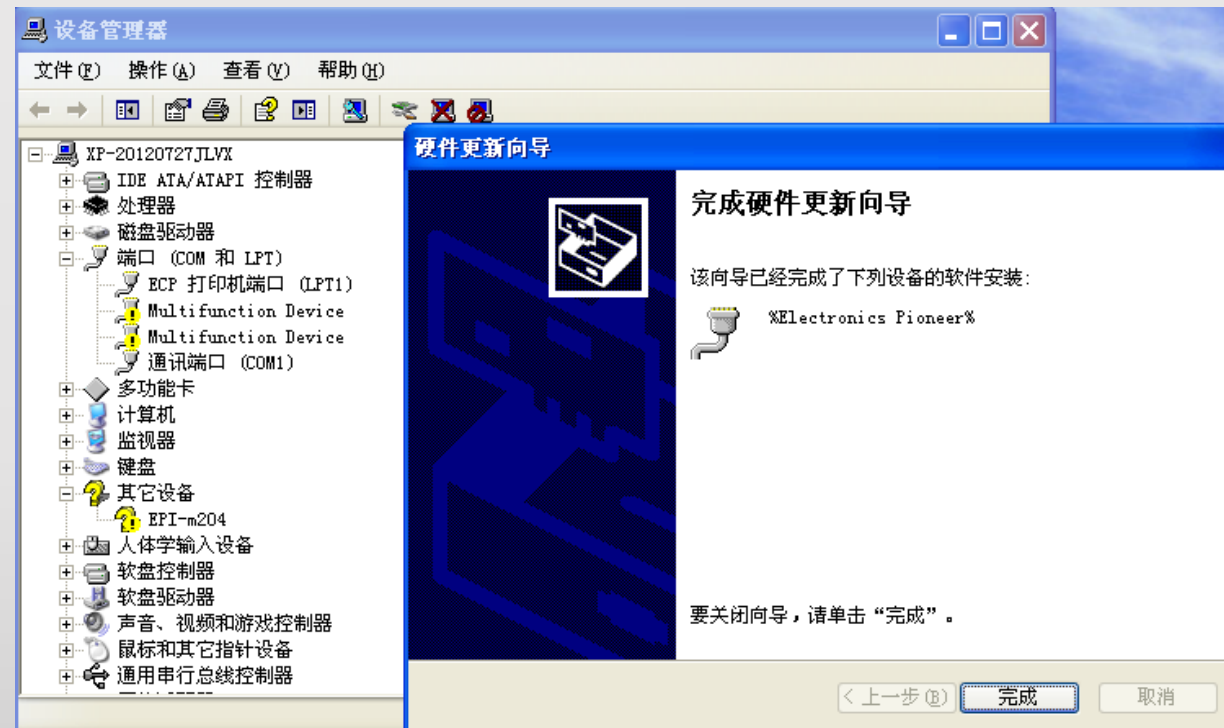 设备管理器
文件(F) 操作(A) 查看(V) 帮助(H)
XP-20120727JLVX
IDE ATA/ATAPI 控制器
处理器
磁盘驱动器
端口 (COM 和 LPT)
ECP 打印机端口 (LPT1)
Multifunction Device
Multifunction Device
通讯端口 (COM1)
多功能卡
计算机
监视器
键盘
其它设备
EPI-m204
人体学输入设备
软盘控制器
软盘驱动器
声音、视频和游戏控制器
鼠标和其它指针设备
通用串行总线控制器
硬件更新向导
完成硬件更新向导
该向导已经完成了下列设备的软件安装:
%Electronics Pioneer%
要关闭向导，请单击“完成”。
< 上一步(B) 完成 取消